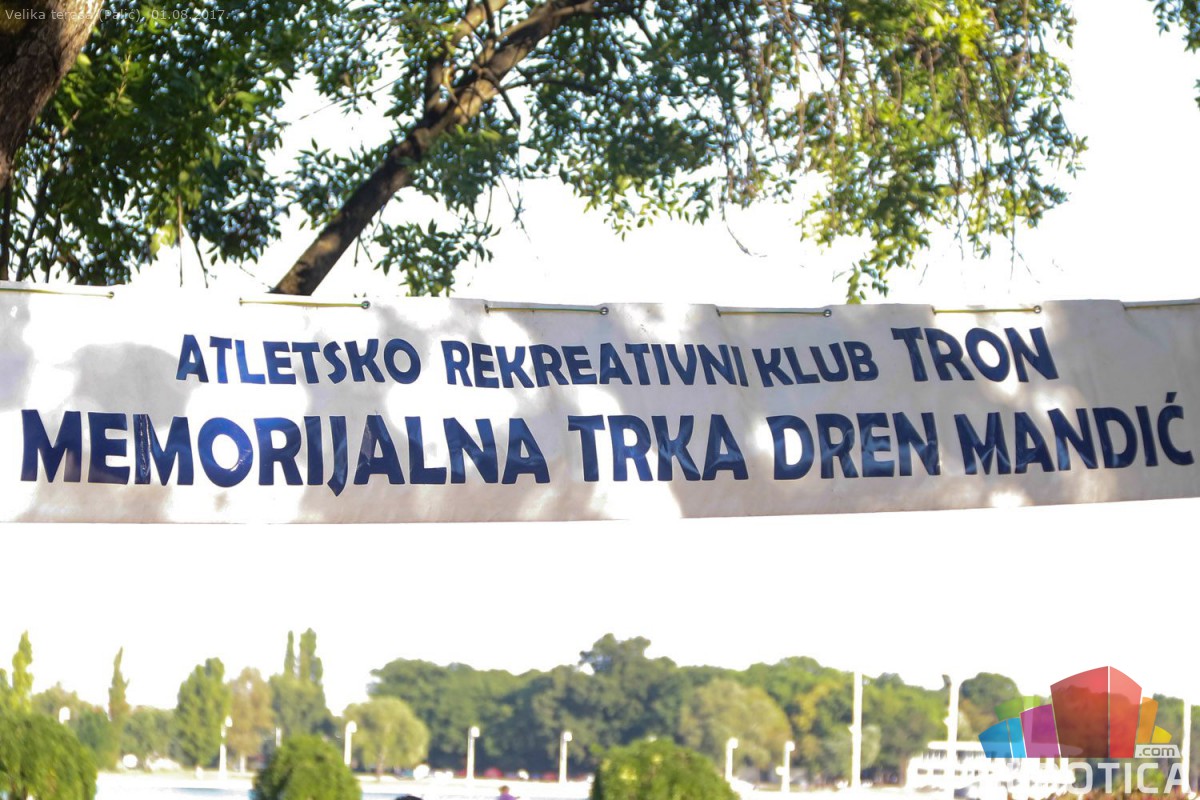 Velika terasa (Palić), 01.08.2017.
ATLETSKO REKREATIVNI KLUB TRON
MEMORIJALNA TRKA DREN MANDIĆ
.com